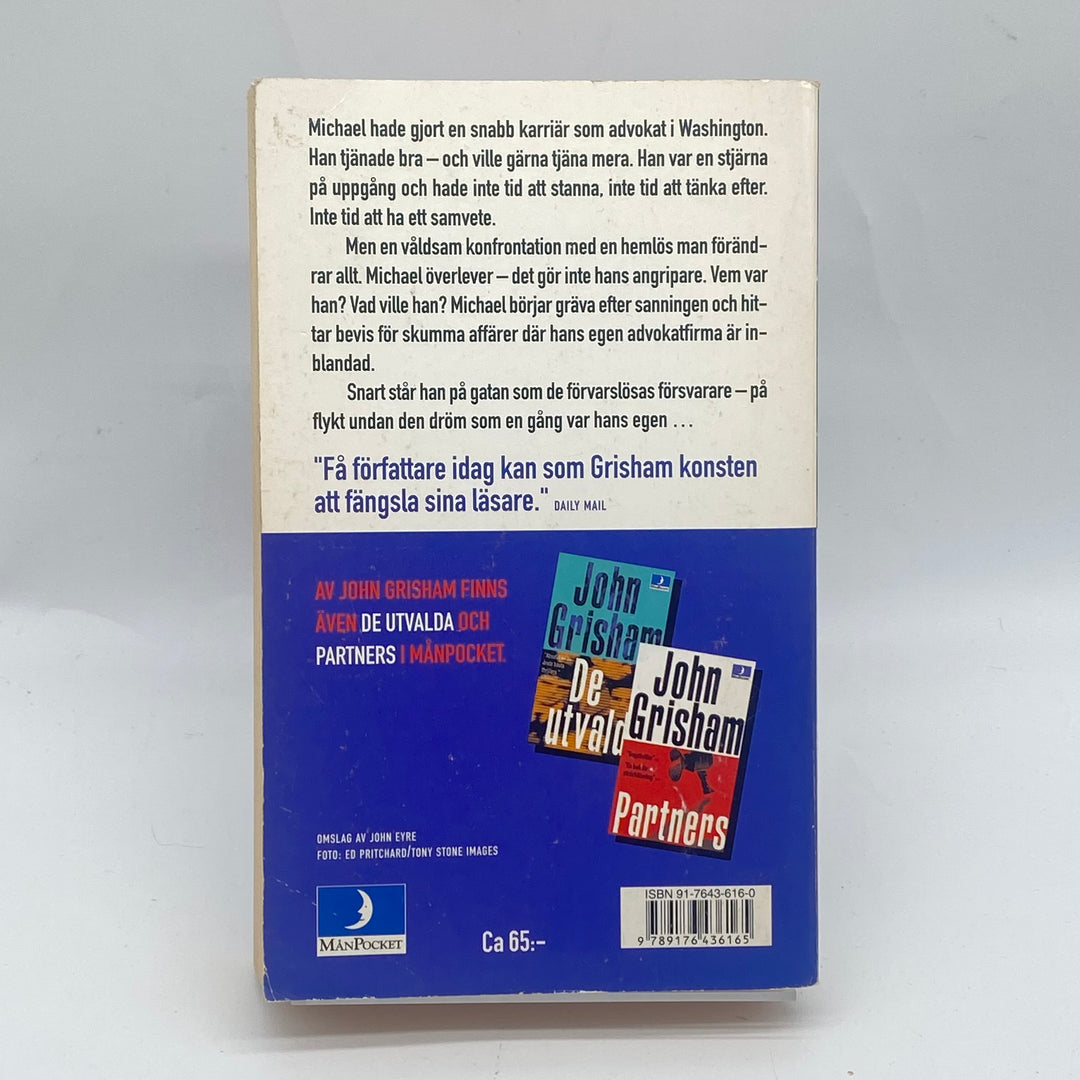 Michael hade gjort en snabb karriär som advokat i Washington.
Han tjänade bra – och ville gärna tjäna mera. Han var en stjärna
på uppgång och hade inte tid att stanna, inte tid att tänka efter.
Inte tid att ha ett samvete.
Men en våldsam konfrontation med en hemlös man föränd-
rar allt. Michael överlever – det gör inte hans angripare. Vem var
han? Vad ville han? Michael börjar gräva efter sanningen och hit-
tar bevis för skumma affärer där hans egen advokatfirma är in-
blandad.
Snart står han på gatan som de förvarslösas försvarare – på
flykt undan den dröm som en gång var hans egen ...
"Få författare idag kan som Grisham konsten
att fängsla sina läsare." DAILY MAIL
AV JOHN GRISHAM FINNS
ÄVEN DE UTVALDA OCH
PARTNERS I MÅNPOCKET.
John
Grisham
De
utvald
John
Grisham
Partners
OMSLAG AV JOHN EYRE
FOTO: ED PRITCHARD/TONY STONE IMAGES
MÅNPOCKET
Ca 65:-
ISBN 91-7643-616-0
9 789176 436165